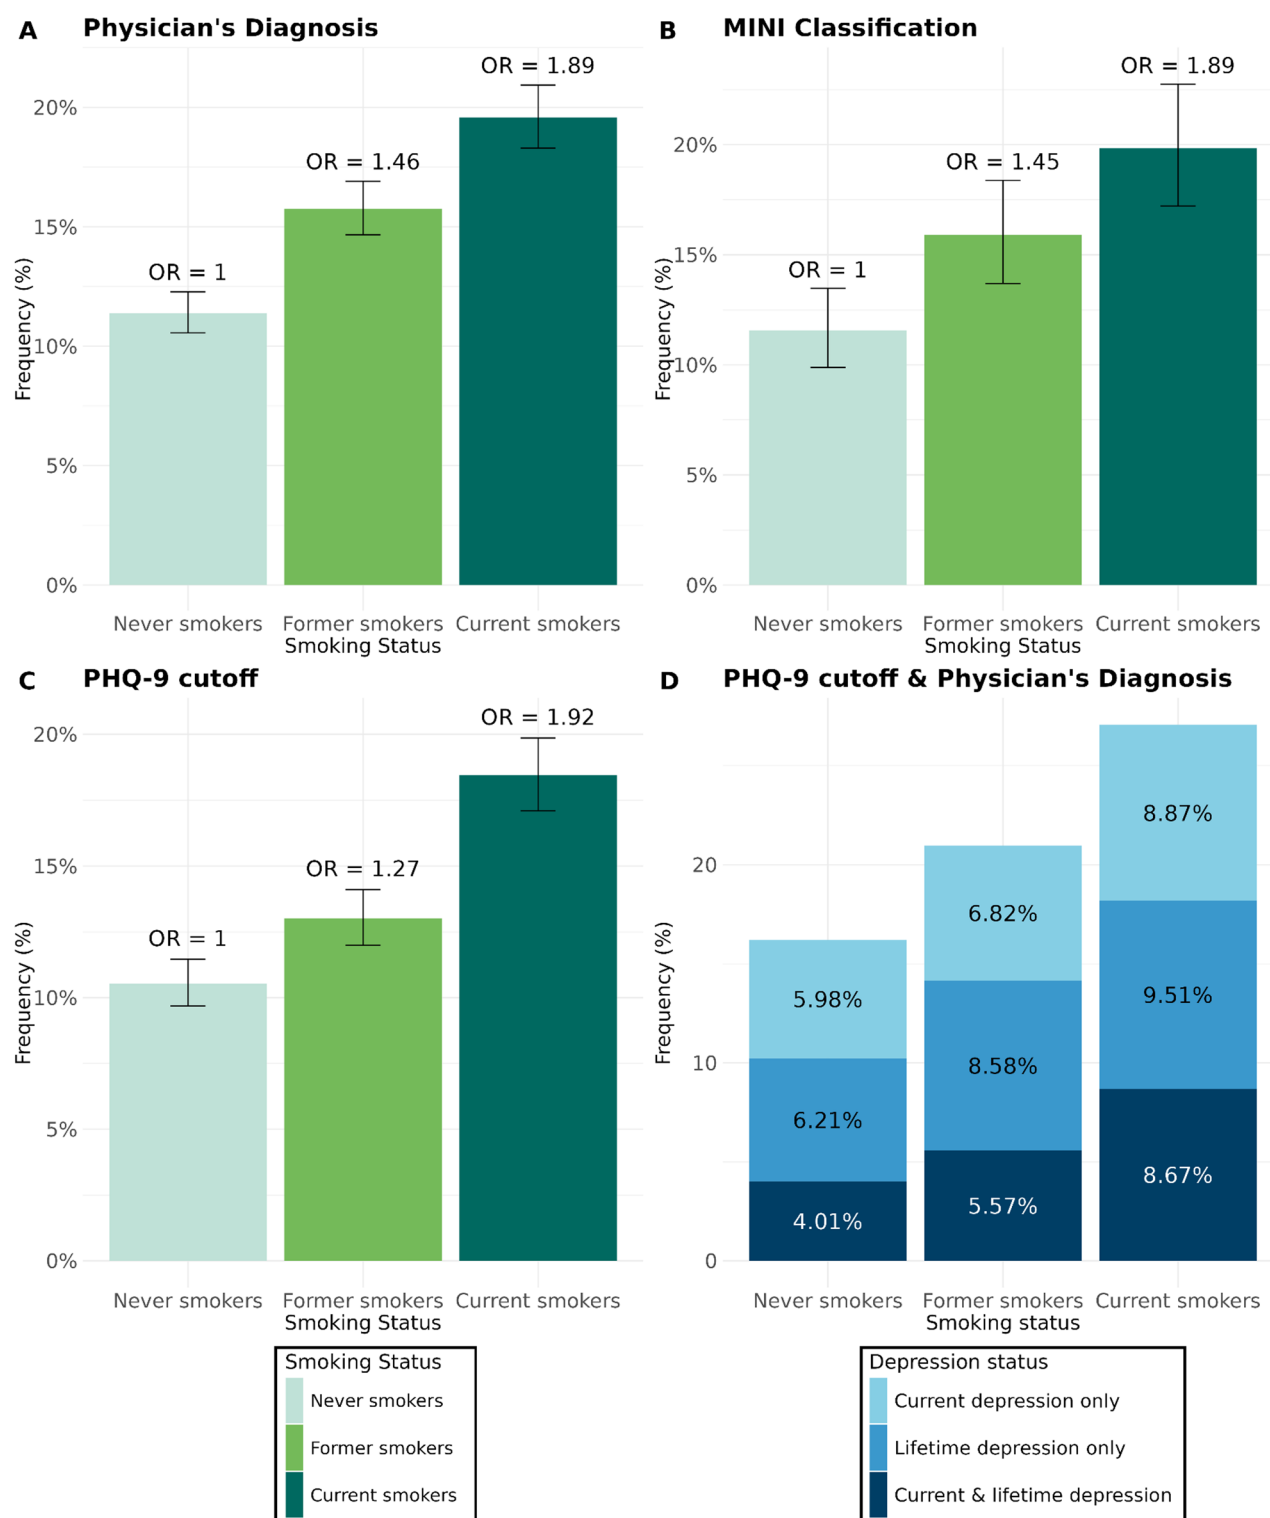 A Physician's Diagnosis
Frequency (%)
20%
15%
10%
5%
0%
OR = 1
OR = 1.46
OR = 1.89
Never smokers
Former smokers
Current smokers
Smoking Status
B MINI Classification
Frequency (%)
20%
15%
10%
5%
0%
OR = 1
OR = 1.45
OR = 1.89
Never smokers
Former smokers
Current smokers
Smoking Status
C PHQ-9 cutoff
Frequency (%)
20%
15%
10%
5%
0%
OR = 1
OR = 1.27
OR = 1.92
Never smokers
Former smokers
Current smokers
Smoking Status
D PHQ-9 cutoff & Physician's Diagnosis
Frequency (%)
20
10
0
5.98%
6.21%
4.01%
6.82%
8.58%
5.57%
8.87%
9.51%
8.67%
Never smokers
Former smokers
Current smokers
Smoking status
Smoking Status
Never smokers
Former smokers
Current smokers
Depression status
Current depression only
Lifetime depression only
Current & lifetime depression